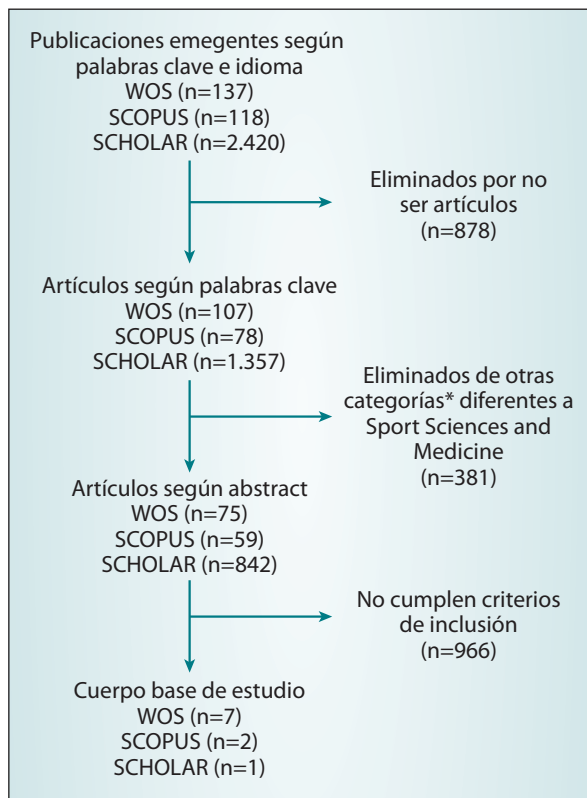 Publicaciones emegentes según
palabras clave e idioma
WOS (n=137)
SCOPUS (n=118)
SCHOLAR (n=2.420)
Eliminados por no
ser artículos
(n=878)
Artículos según palabras clave
WOS (n=107)
SCOPUS (n=78)
SCHOLAR (n=1.357)
Eliminados de otras
categorías* diferentes a
Sport Sciences and
Medicine
(n=381)
Artículos según abstract
WOS (n=75)
SCOPUS (n=59)
SCHOLAR (n=842)
No cumplen criterios
de inclusión
(n=966)
Cuerpo base de estudio
WOS (n=7)
SCOPUS (n=2)
SCHOLAR (n=1)